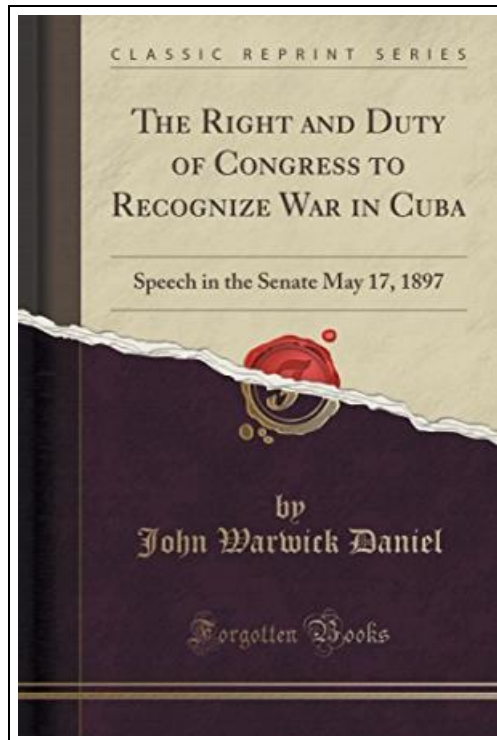 CLASSIC REPRINT SERIES
THE RIGHT AND DUTY
OF CONGRESS TO
RECOGNIZE WAR IN CUBA
Speech in the Senate May 17, 1897
by
John Warwick Daniel
Forgotten Books